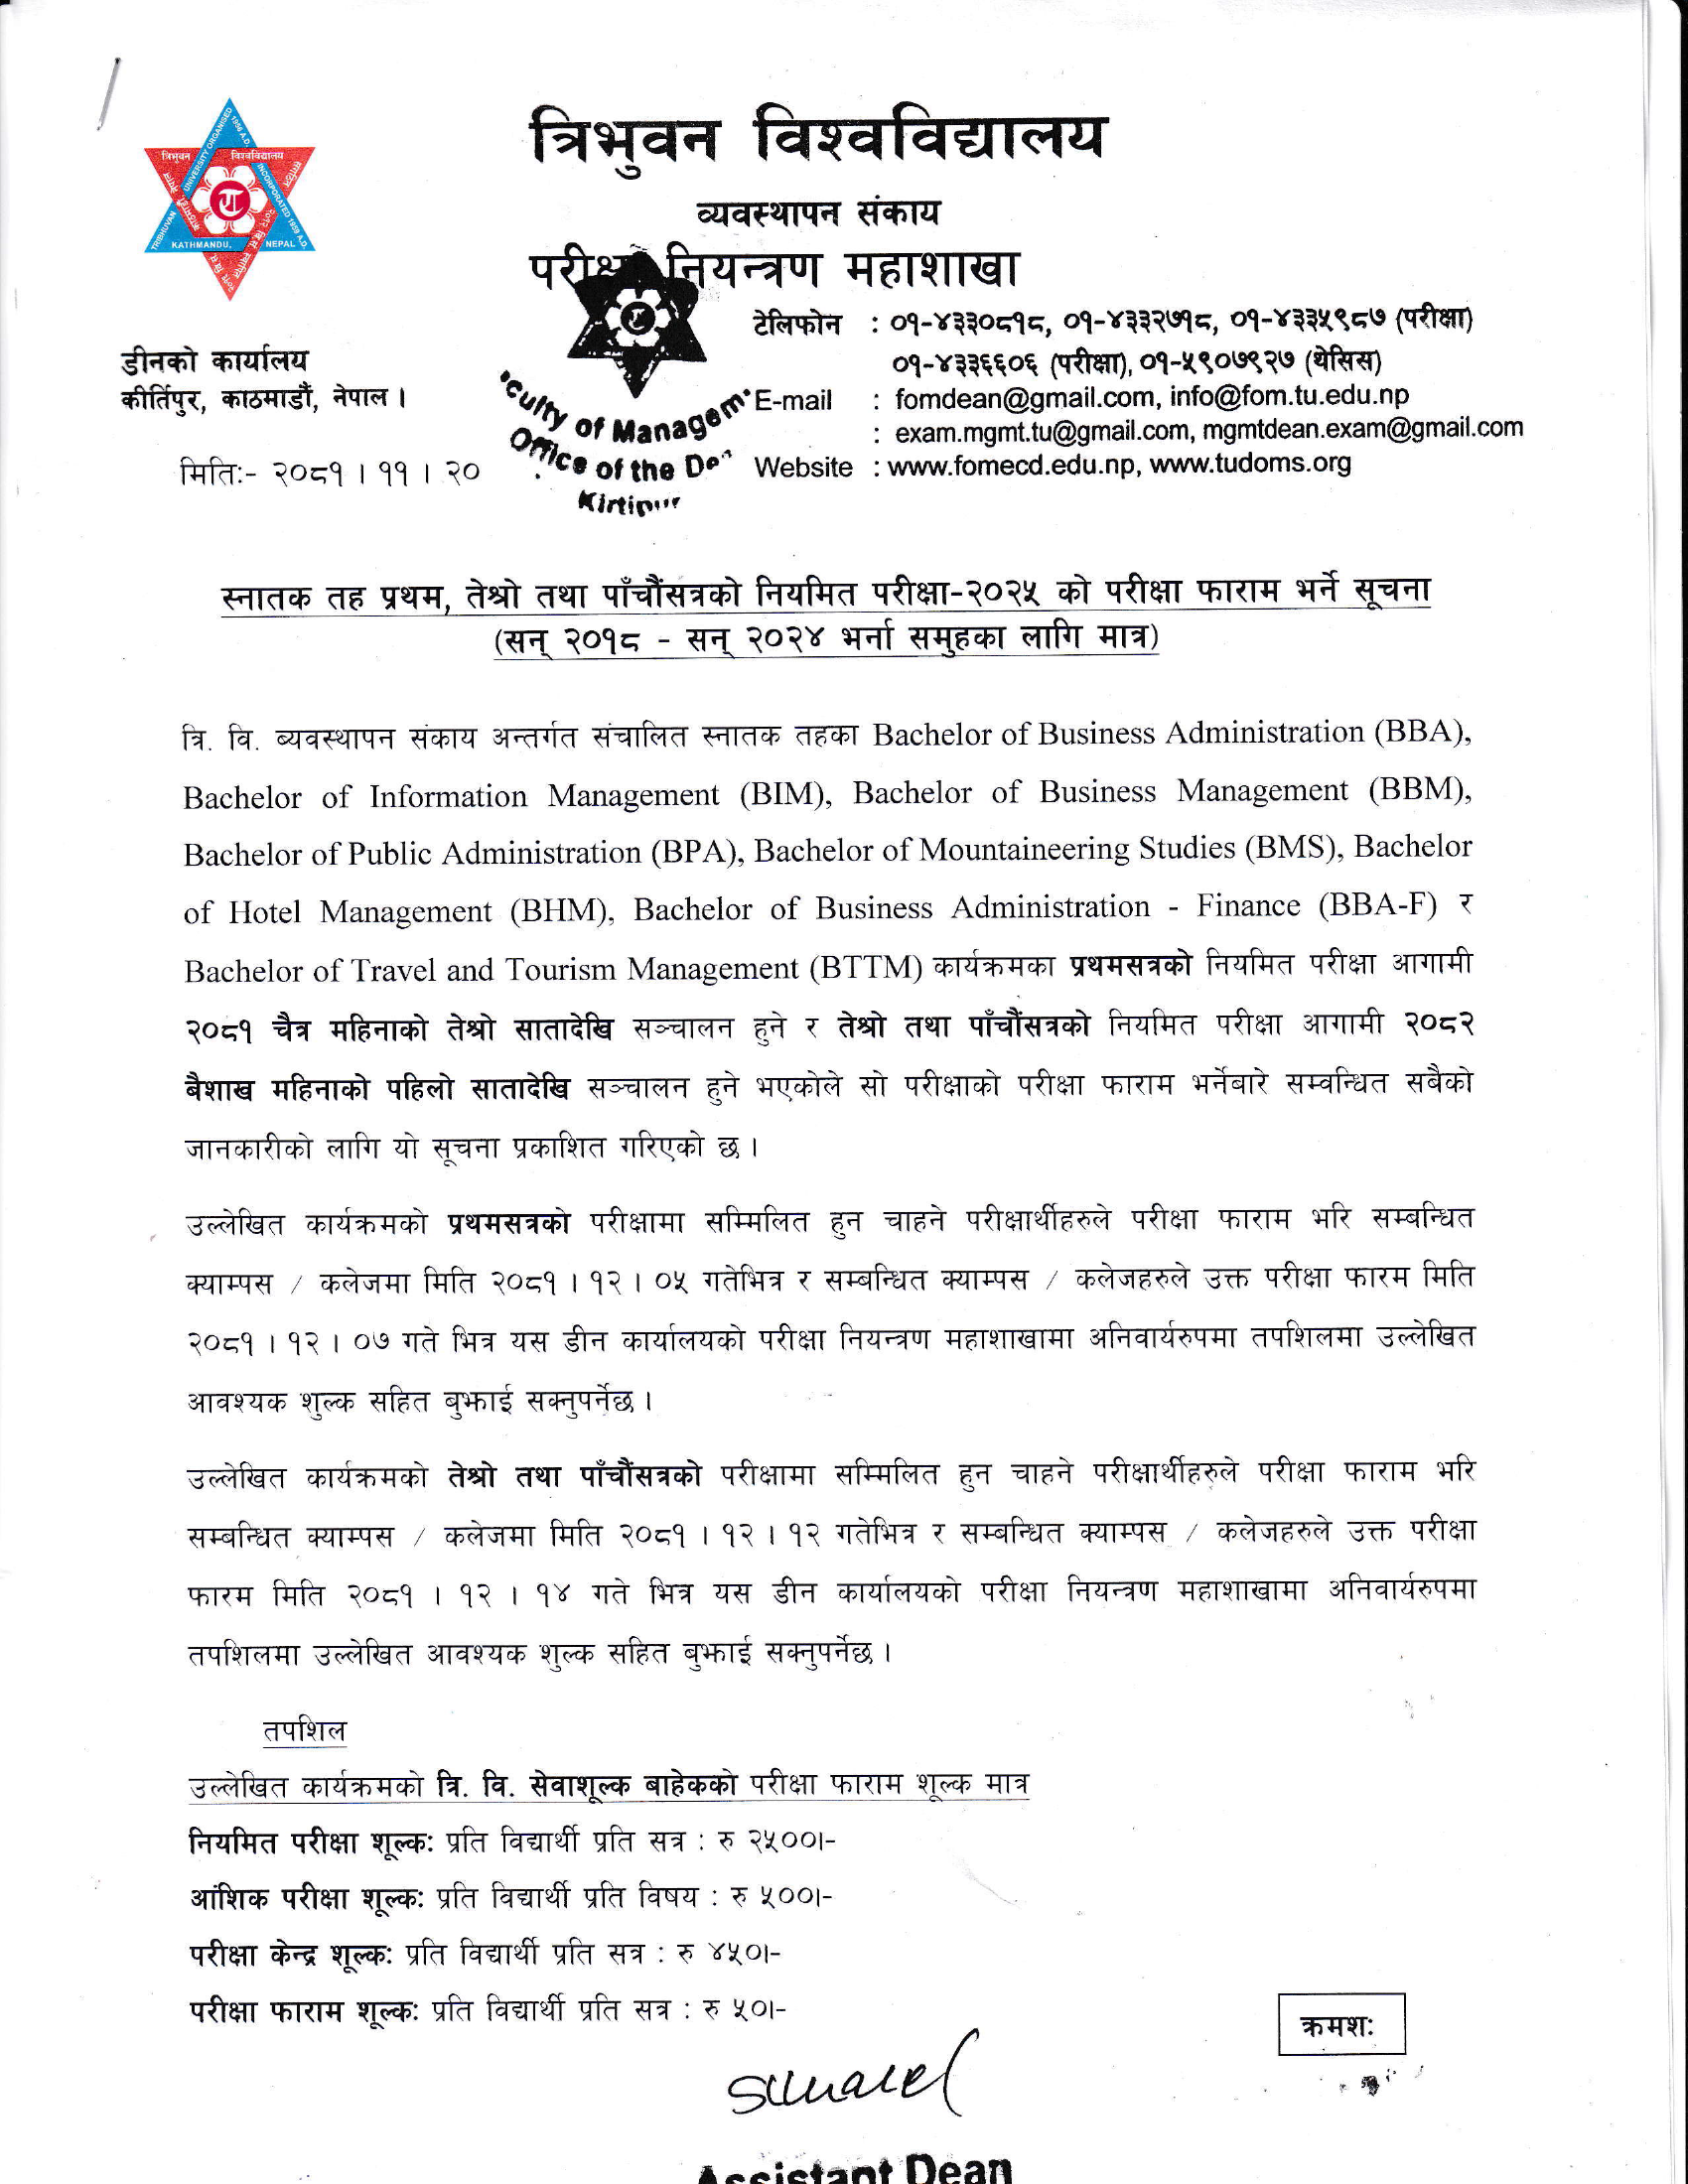 त्रिभुवन विश्वविद्यालय
व्यवस्थापन संकाय
परीक्षा नियन्त्रण महाशाखा
त्रिभुवन विश्वविद्यालय
UNIVERSITY ORGANISED 1956 A.D.
INCORPORATED 1959 A.D.
TRIBHUVAN
KATHMANDU, NEPAL
डीनको कार्यालय
कीर्तिपुर, काठमाडौं, नेपाल ।
टेलिफोन : ०१-४३३०८१८, ०१-४३३२७१८, ०१-४३३५९८७ (परीक्षा)
०१-४३३६६०६ (परीक्षा), ०१-५९०७९२७ (थेसिस)
E-mail : fomdean@gmail.com, info@fom.tu.edu.np
: exam.mgmt.tu@gmail.com, mgmtdean.exam@gmail.com
Website : www.fomecd.edu.np, www.tudoms.org
culty of Managem
Office of the De
Kirtipur
मितिः- २०८१ । ११ । २०
स्नातक तह प्रथम, तेश्रो तथा पाँचौंसत्रको नियमित परीक्षा-२०२५ को परीक्षा फाराम भर्ने सूचना
(सन् २०१८ - सन् २०२४ भर्ना समुहका लागि मात्र)
त्रि. वि. ब्यवस्थापन संकाय अन्तर्गत संचालित स्नातक तहका Bachelor of Business Administration (BBA),
Bachelor of Information Management (BIM), Bachelor of Business Management (BBM),
Bachelor of Public Administration (BPA), Bachelor of Mountaineering Studies (BMS), Bachelor
of Hotel Management (BHM), Bachelor of Business Administration - Finance (BBA-F) र
Bachelor of Travel and Tourism Management (BTTM) कार्यक्रमका प्रथमसत्रको नियमित परीक्षा आगामी
२०८१ चैत्र महिनाको तेश्रो सातादेखि सञ्चालन हुने र तेश्रो तथा पाँचौंसत्रको नियमित परीक्षा आगामी २०८२
बैशाख महिनाको पहिलो सातादेखि सञ्चालन हुने भएकोले सो परीक्षाको परीक्षा फाराम भर्नेबारे सम्वन्धित सबैको
जानकारीको लागि यो सूचना प्रकाशित गरिएको छ ।
उल्लेखित कार्यक्रमको प्रथमसत्रको परीक्षामा सम्मिलित हुन चाहने परीक्षार्थीहरुले परीक्षा फाराम भरि सम्बन्धित
क्याम्पस / कलेजमा मिति २०८१ । १२ । ०५ गतेभित्र र सम्बन्धित क्याम्पस / कलेजहरुले उक्त परीक्षा फारम मिति
२०८१ । १२ । ०७ गते भित्र यस डीन कार्यालयको परीक्षा नियन्त्रण महाशाखामा अनिवार्यरुपमा तपशिलमा उल्लेखित
आवश्यक शुल्क सहित बुझाई सक्नुपर्नेछ ।
उल्लेखित कार्यक्रमको तेश्रो तथा पाँचौंसत्रको परीक्षामा सम्मिलित हुन चाहने परीक्षार्थीहरुले परीक्षा फाराम भरि
सम्बन्धित क्याम्पस / कलेजमा मिति २०८१ । १२ । १२ गतेभित्र र सम्बन्धित क्याम्पस / कलेजहरुले उक्त परीक्षा
फारम मिति २०८१ । १२ । १४ गते भित्र यस डीन कार्यालयको परीक्षा नियन्त्रण महाशाखामा अनिवार्यरुपमा
तपशिलमा उल्लेखित आवश्यक शुल्क सहित बुझाई सक्नुपर्नेछ ।
तपशिल
उल्लेखित कार्यक्रमको त्रि. वि. सेवाशूल्क बाहेकको परीक्षा फाराम शूल्क मात्र
नियमित परीक्षा शूल्कः प्रति विद्यार्थी प्रति सत्र : रु २५००।-
आंशिक परीक्षा शूल्कः प्रति विद्यार्थी प्रति विषय : रु ५००।-
परीक्षा केन्द्र शूल्कः प्रति विद्यार्थी प्रति सत्र : रु ४५०।-
परीक्षा फाराम शूल्कः प्रति विद्यार्थी प्रति सत्र : रु ५०।-
क्रमशः
Assistant Dean